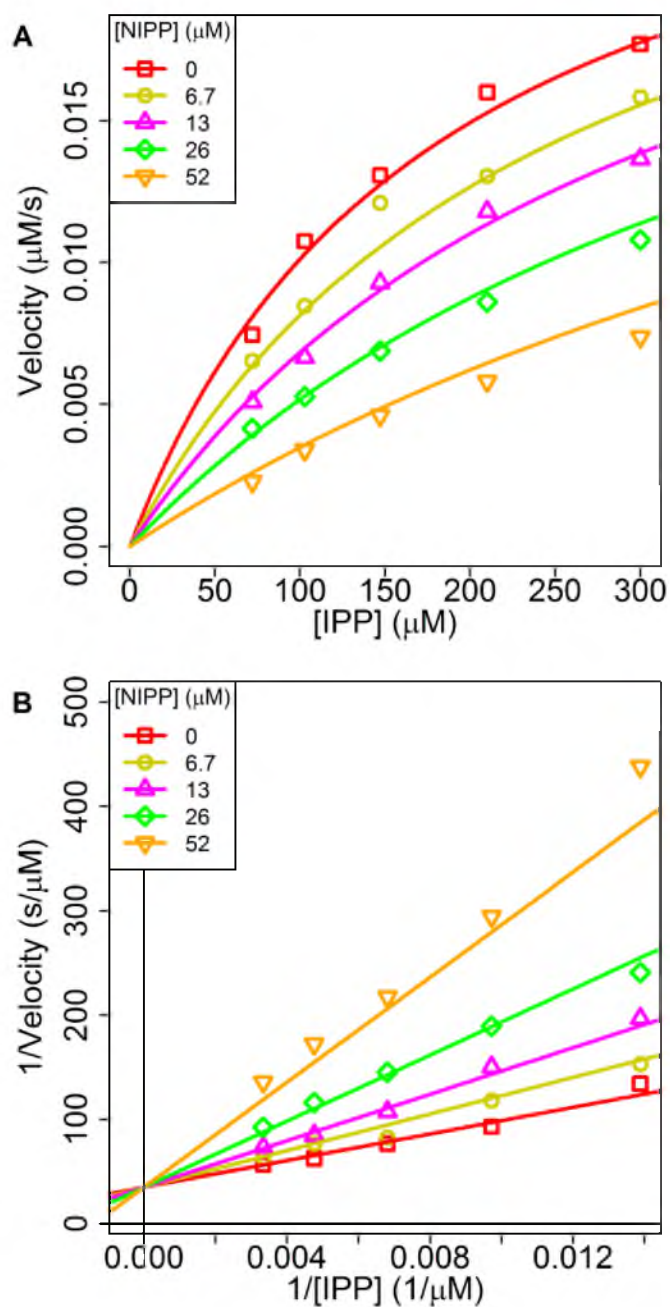 A
[NIPP] (μM)
0
6.7
13
26
52
Velocity (μM/s)
0.015
0.010
0.005
0.000
0 50 100 150 200 250 300
[IPP] (μM)
B
[NIPP] (μM)
0
6.7
13
26
52
1/Velocity (s/μM)
500
400
300
200
100
0
0.000 0.004 0.008 0.012
1/[IPP] (1/μM)